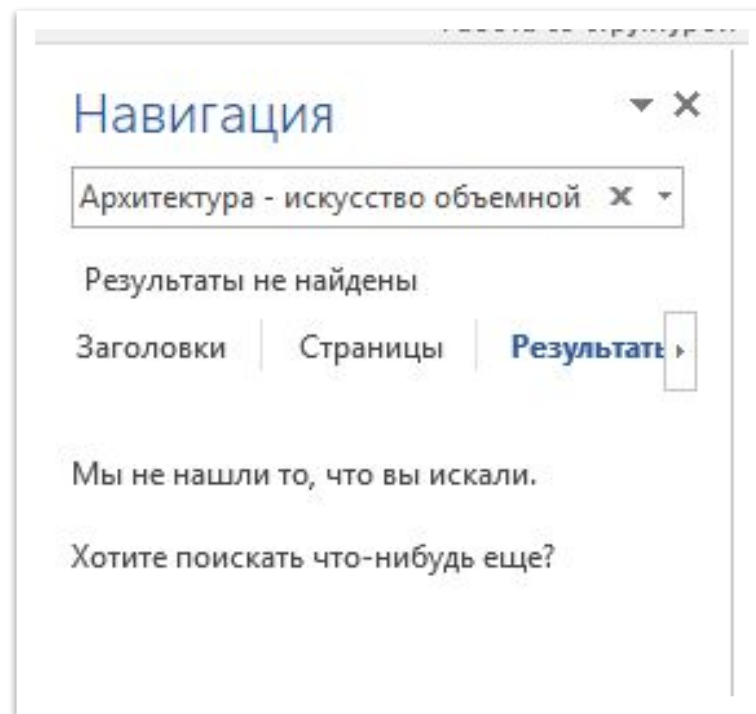 Навигация
Архитектура - искусство объемной
Результаты не найдены
Заголовки Страницы Результаты
Мы не нашли то, что вы искали.
Хотите поискать что-нибудь еще?